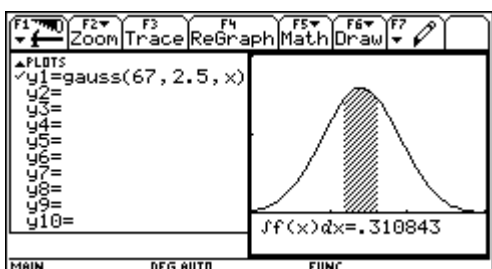 F1 F2 F3 F4 F5 F6 F7
Zoom Trace ReGraph Math Draw
PLOTS
y1=gauss(67,2.5,x)
y2=
y3=
y4=
y5=
y6=
y7=
y8=
y9=
y10=
∫f(x)dx=.310843
MAIN DEG AUTO FUNC